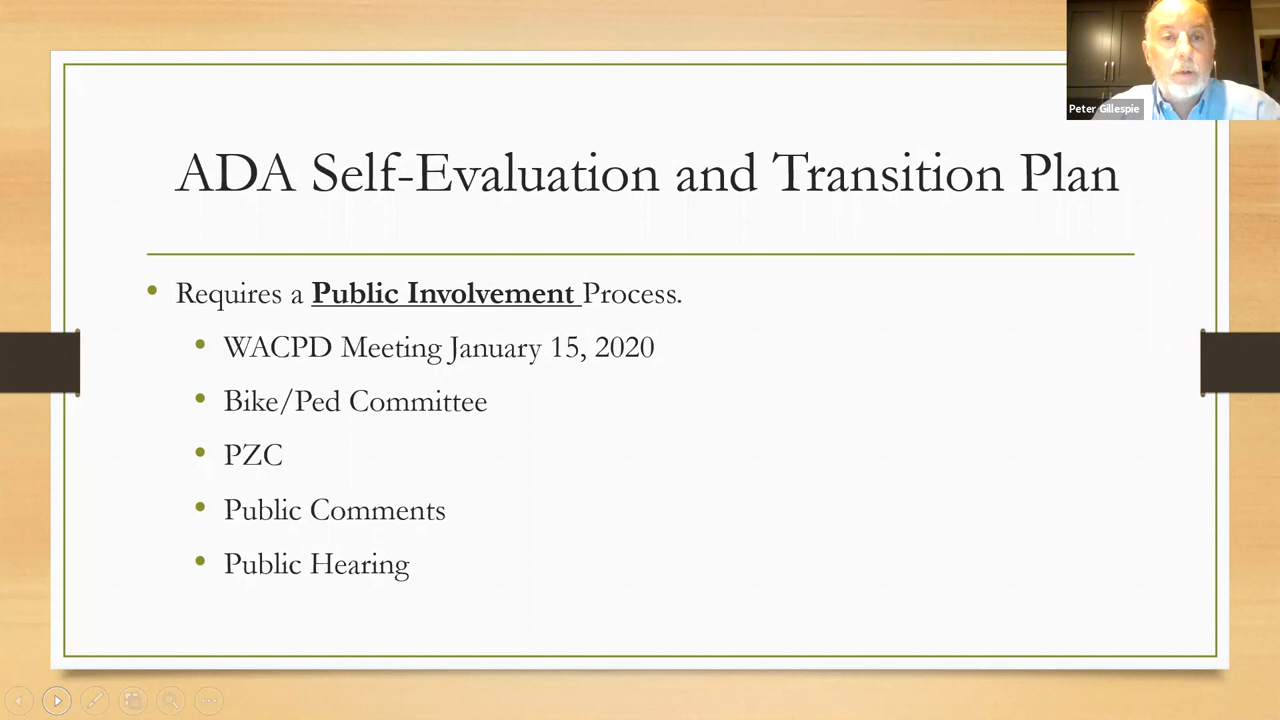 Peter Gillespie
ADA Self-Evaluation and Transition Plan
Requires a Public Involvement Process.
WACPD Meeting January 15, 2020
Bike/Ped Committee
PZC
Public Comments
Public Hearing